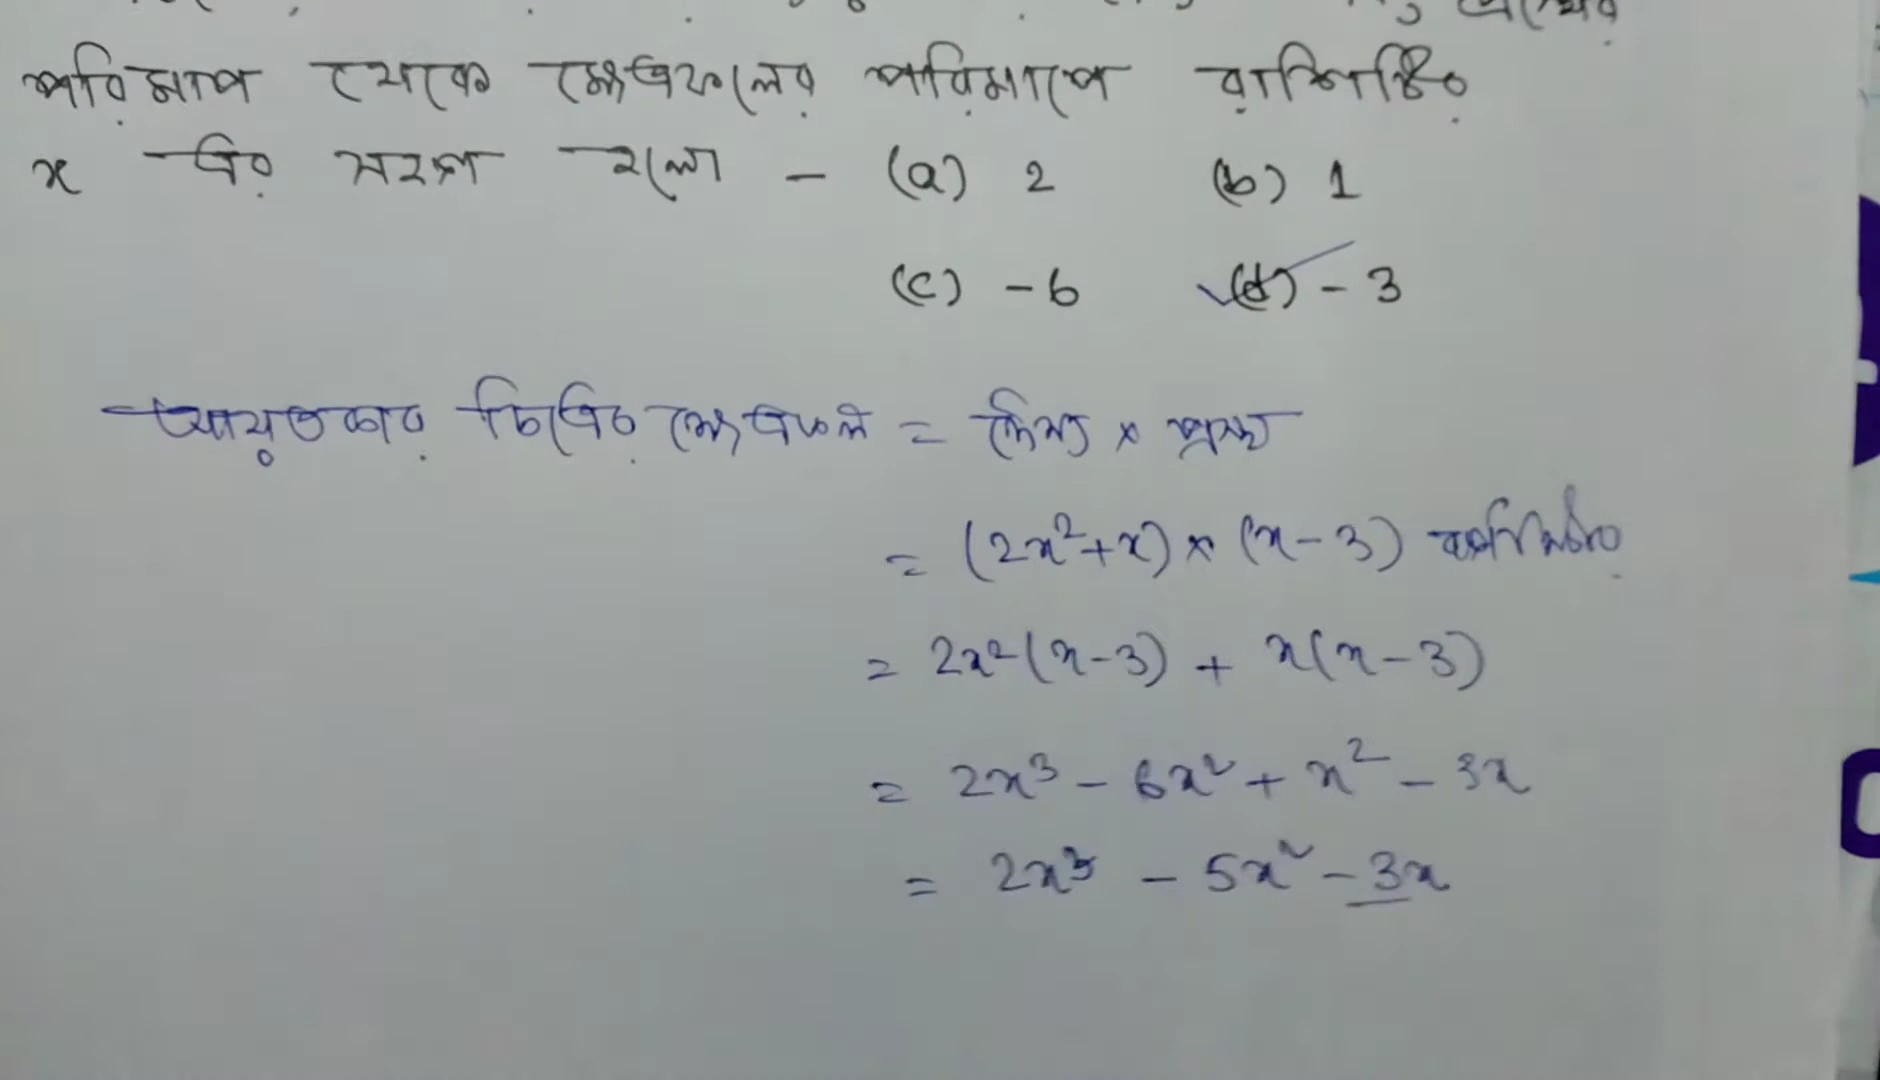 পরিমাপ থেকে ক্ষেত্রফলের পরিমাপে রাশিটির
x এর সহগ হলো - (a) 2 (b) 1
(c) -6 (d) -3
আয়তকার চিত্রের ক্ষেত্রফল = দৈর্ঘ্য × প্রস্থ
= (2x²+x) × (x-3) বর্গমিটার
= 2x²(x-3) + x(x-3)
= 2x³ - 6x² + x² - 3x
= 2x³ - 5x² - 3x